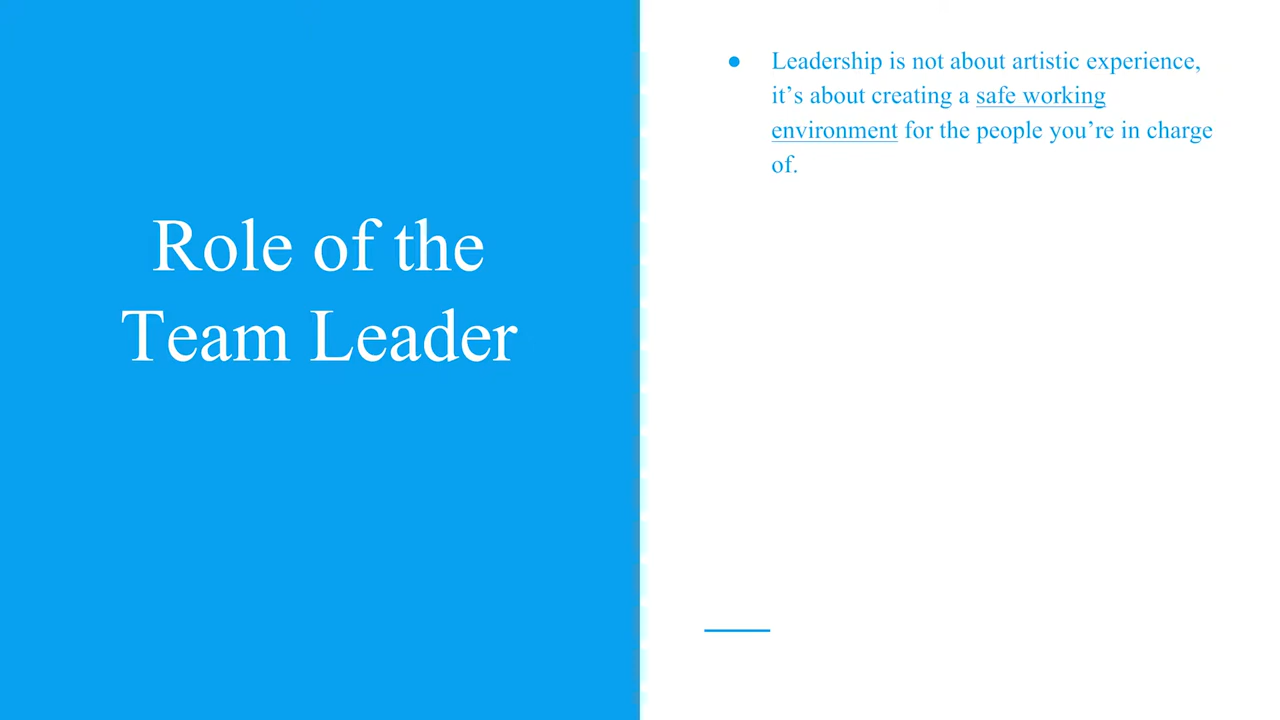 Role of the
Team Leader
● Leadership is not about artistic experience,
it’s about creating a safe working
environment for the people you’re in charge
of.